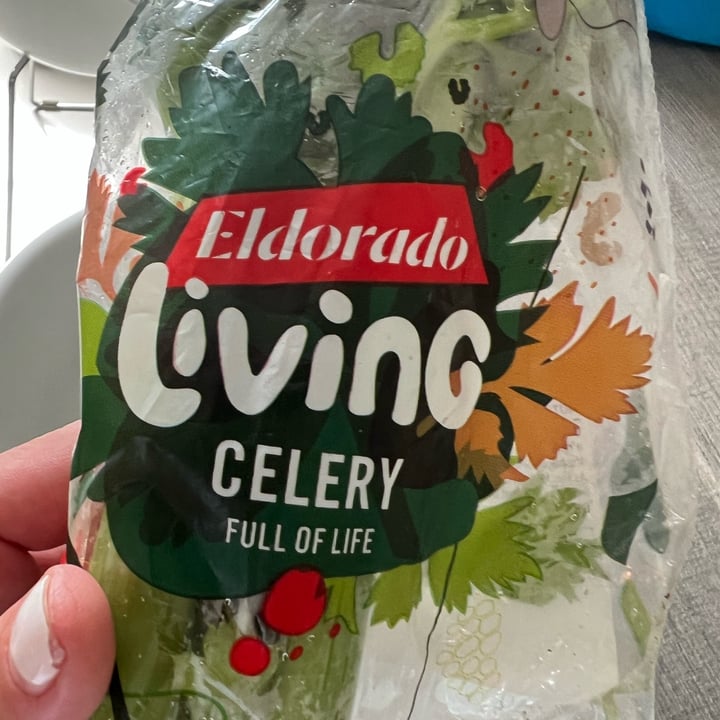 Eldorado
Living
CELERY
FULL OF LIFE